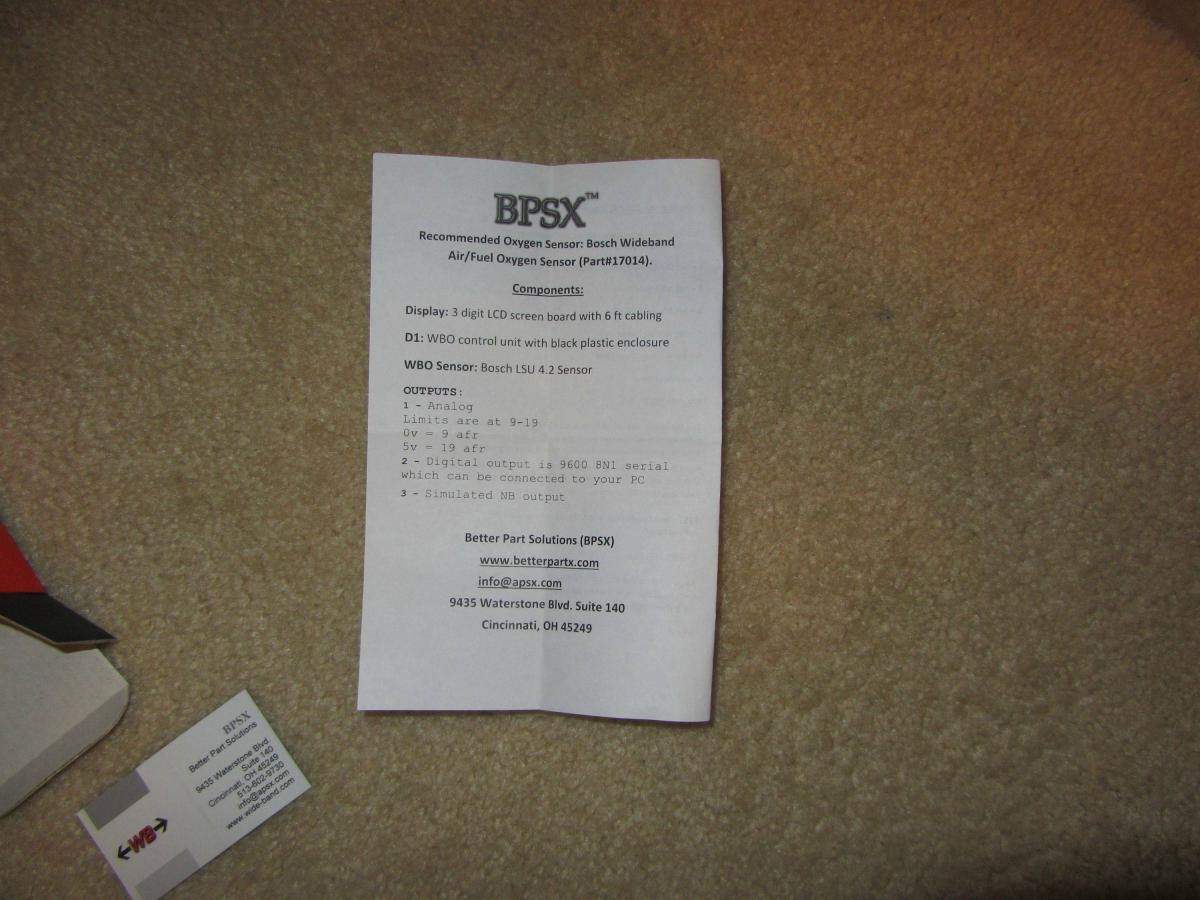 BPSX™
Recommended Oxygen Sensor: Bosch Wideband
Air/Fuel Oxygen Sensor (Part#17014).
Components:
Display: 3 digit LCD screen board with 6 ft cabling
D1: WBO control unit with black plastic enclosure
WBO Sensor: Bosch LSU 4.2 Sensor
OUTPUTS:
1 - Analog
Limits are at 9-19
0v = 9 afr
5v = 19 afr
2 - Digital output is 9600 8N1 serial
which can be connected to your PC
3 - Simulated NB output
Better Part Solutions (BPSX)
www.betterpartx.com
info@apsx.com
9435 Waterstone Blvd. Suite 140
Cincinnati, OH 45249
BPSX
Better Part Solutions
9435 Waterstone Blvd.
Suite 140
Cincinnati, OH 45249
513-602-9730
info@apsx.com
www.wide-band.com
WB